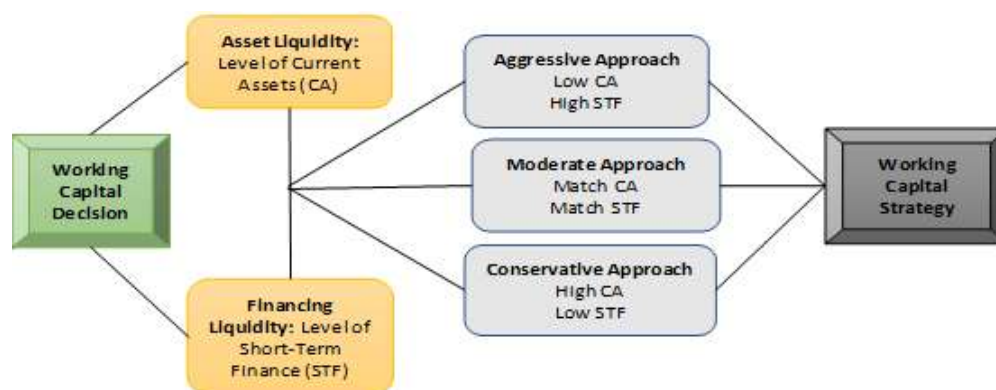 Working
Capital
Decision
Asset Liquidity:
Level of Current
Assets (CA)
Financing
Liquidity: Level of
Short-Term
Finance (STF)
Aggressive Approach
Low CA
High STF
Moderate Approach
Match CA
Match STF
Conservative Approach
High CA
Low STF
Working
Capital
Strategy